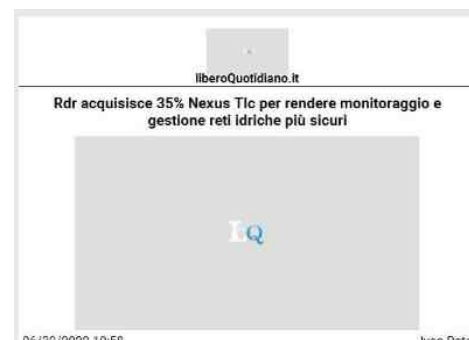 liberoQuotidiano.it
Rdr acquisisce 35% Nexus Tlc per rendere monitoraggio e
gestione reti idriche più sicuri
LQ